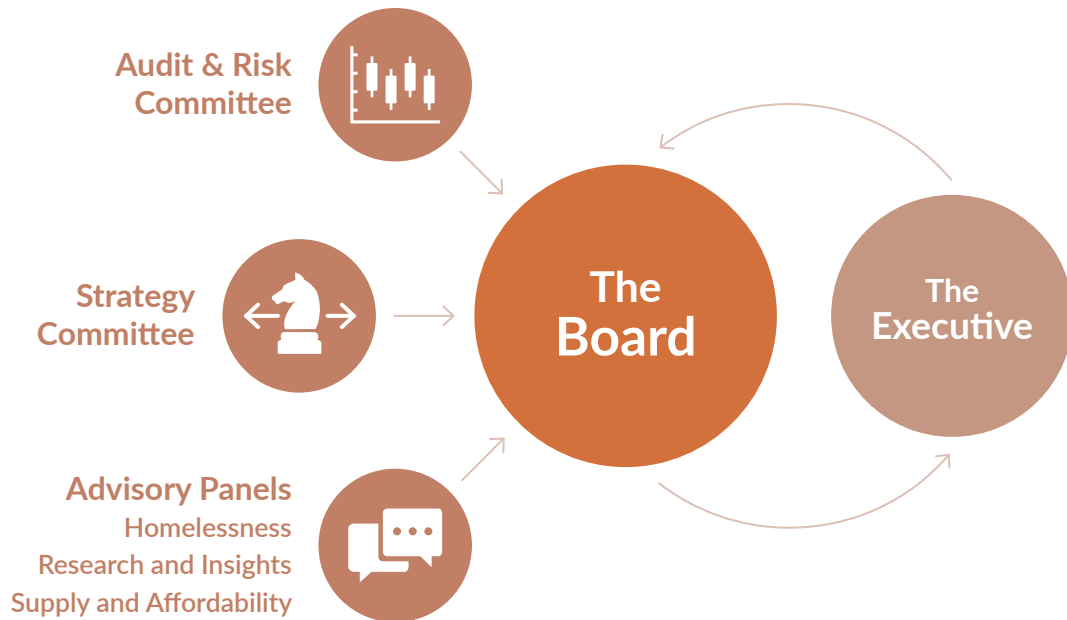 Audit & Risk
Committee
Strategy
Committee
Advisory Panels
Homelessness
Research and Insights
Supply and Affordability
The
Board
The
Executive